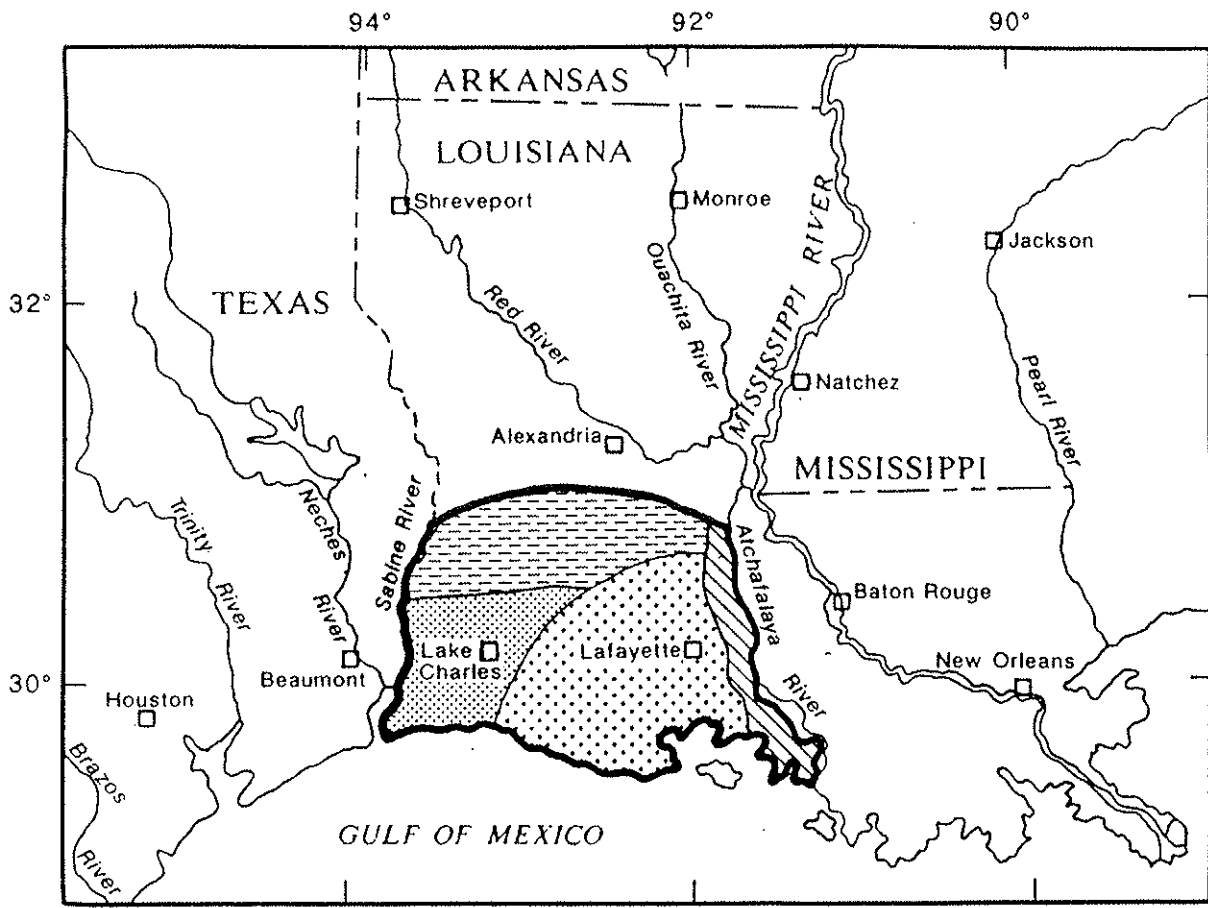 94°
92°
90°
ARKANSAS
LOUISIANA
Shreveport
Monroe
Jackson
MISSISSIPPI RIVER
Ouachita River
Red River
32°
TEXAS
Natchez
Pearl River
Alexandria
MISSISSIPPI
Trinity River
Neches River
Sabine River
Atchafalaya River
Baton Rouge
Lake
Charles
Lafayette
New Orleans
30°
Beaumont
Houston
Brazos River
GULF OF MEXICO